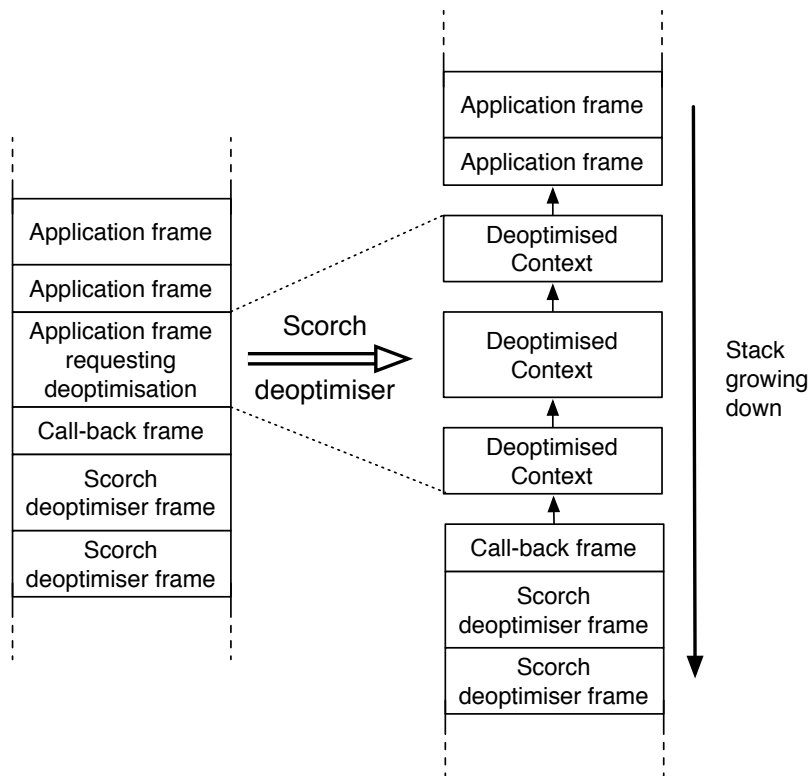 Application frame
Application frame
Application frame
requesting
deoptimisation
Call-back frame
Scorch
deoptimiser frame
Scorch
deoptimiser frame
Scorch
deoptimiser
Application frame
Application frame
Deoptimised
Context
Deoptimised
Context
Deoptimised
Context
Call-back frame
Scorch
deoptimiser frame
Scorch
deoptimiser frame
Stack
growing
down